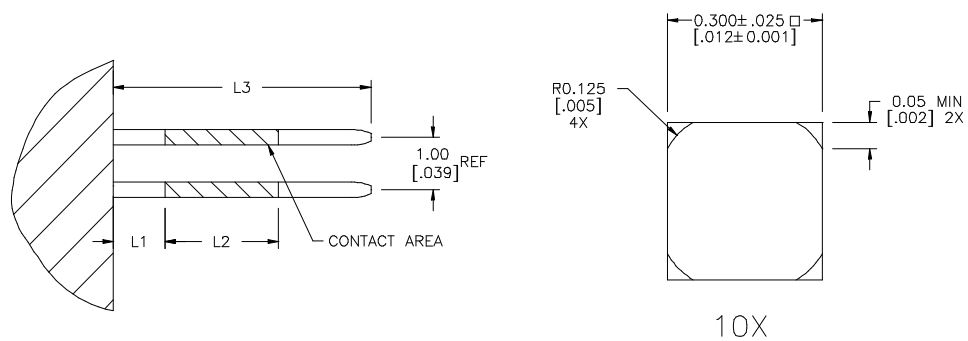 L3
1.00
[.039]
REF
L1
L2
CONTACT AREA
0.300±.025 □
[.012±0.001]
R0.125
[.005]
4X
0.05 MIN
[.002] 2X
10X